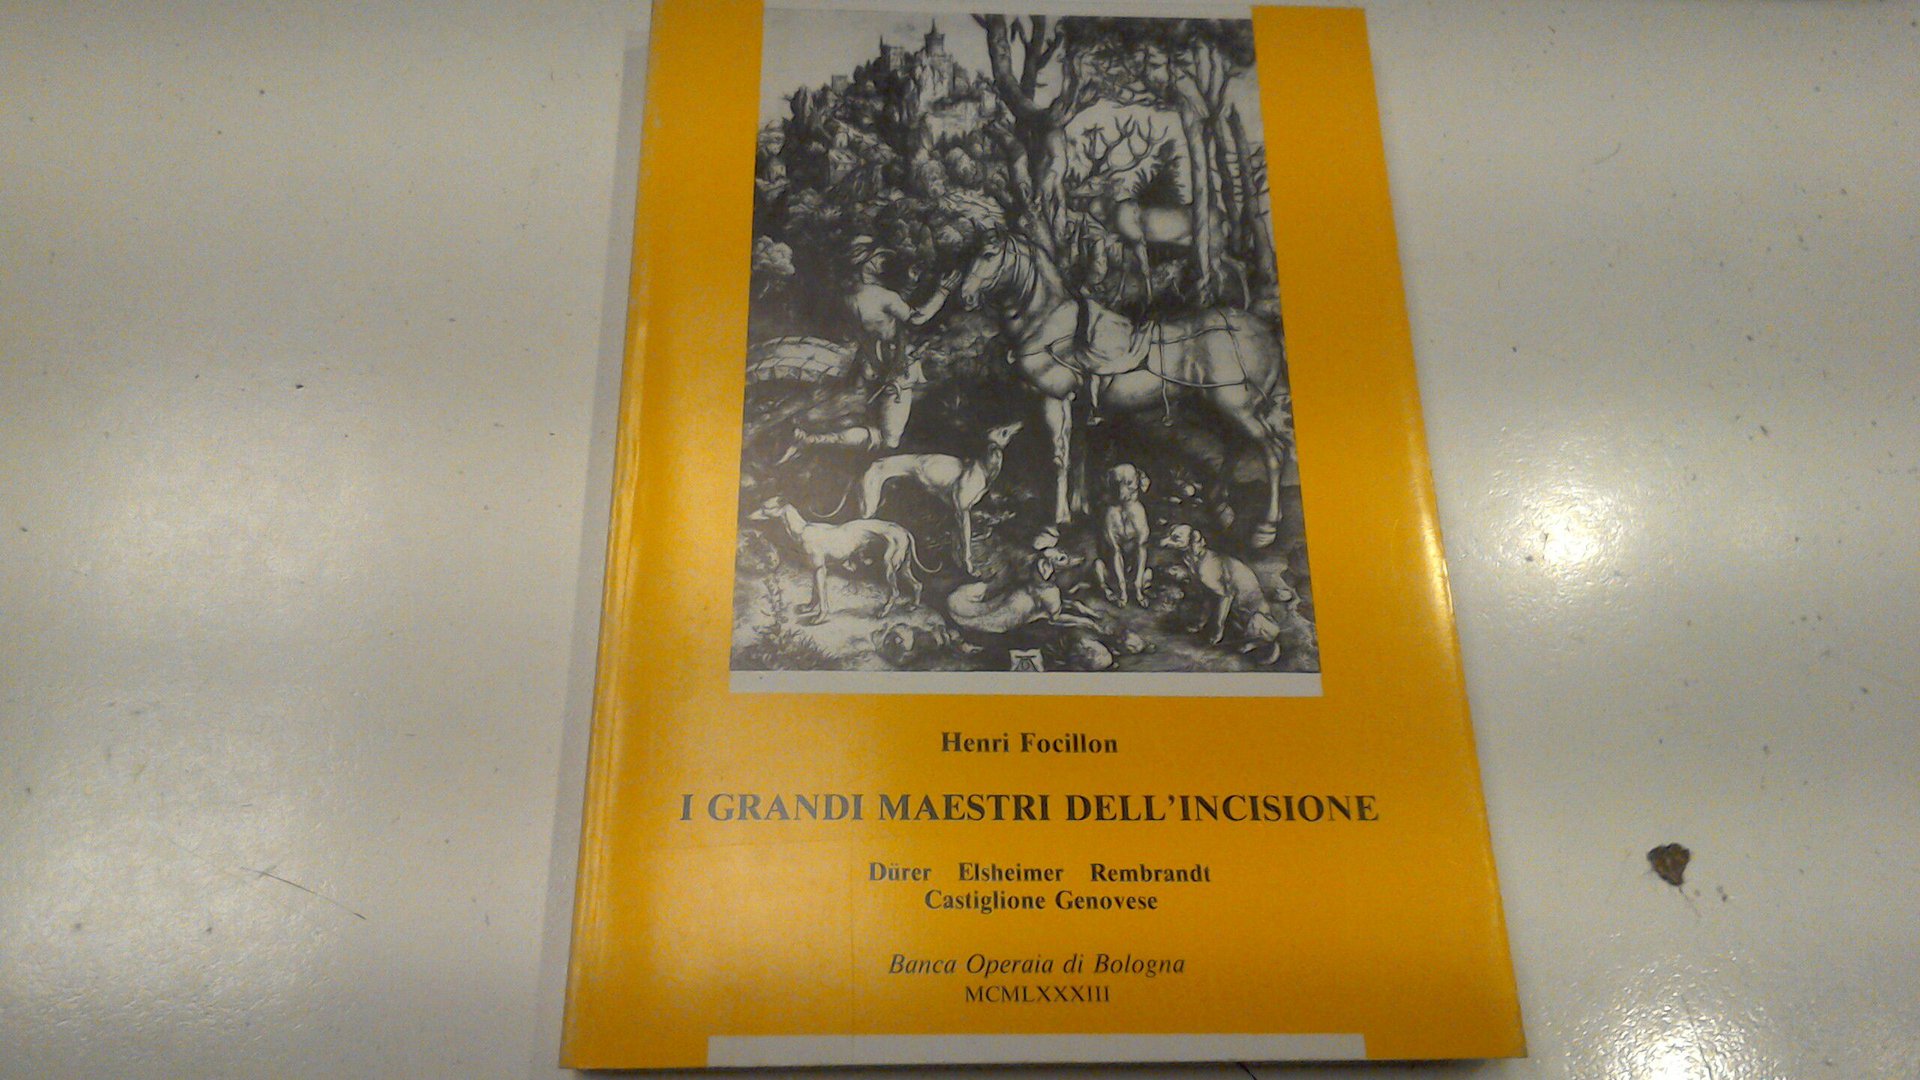 Henri Focillon
I GRANDI MAESTRI DELL'INCISIONE
Dürer Elsheimer Rembrandt
Castiglione Genovese
Banca Operaia di Bologna
MCMLXXXIII